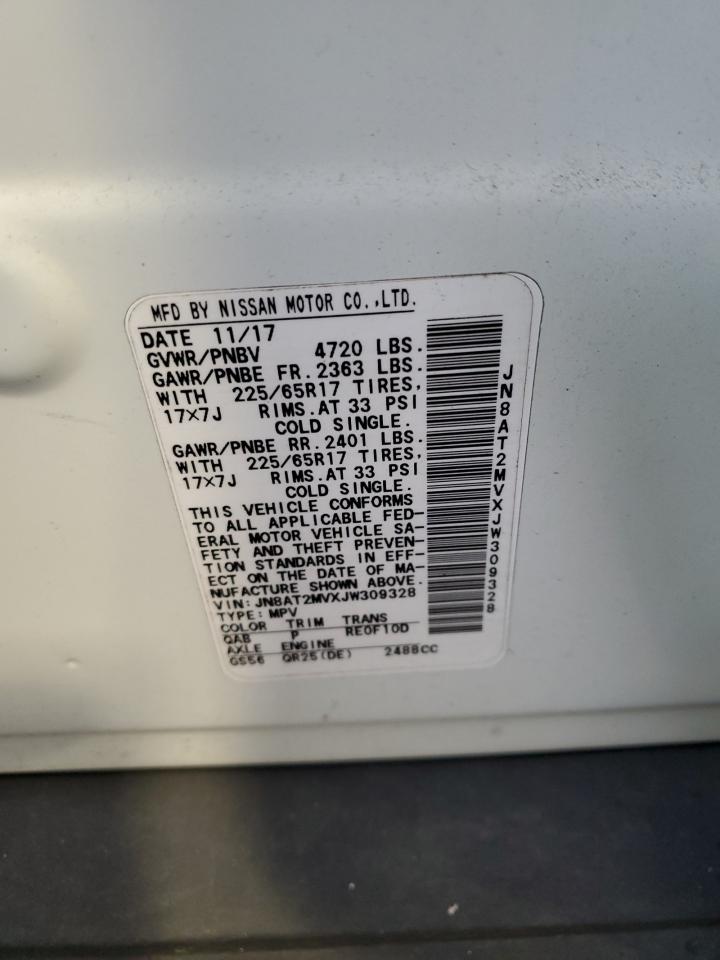 MFD BY NISSAN MOTOR CO.,LTD.
DATE 11/17
GVWR/PNBV 4720 LBS.
GAWR/PNBE FR. 2363 LBS.
WITH 225/65R17 TIRES,
17×7J RIMS.AT 33 PSI
COLD SINGLE.
GAWR/PNBE RR. 2401 LBS.
WITH 225/65R17 TIRES,
17×7J RIMS.AT 33 PSI
COLD SINGLE.
THIS VEHICLE CONFORMS
TO ALL APPLICABLE FED-
ERAL MOTOR VEHICLE SA-
FETY AND THEFT PREVEN-
TION STANDARDS IN EFF-
ECT ON THE DATE OF MA-
NUFACTURE SHOWN ABOVE.
VIN: JN8AT2MVXJW309328
TYPE: MPV
COLOR TRIM TRANS
QAB P RE0F10D
AXLE ENGINE
GS56 QR25(DE) 2488CC
JN8AT2MVXJW309328